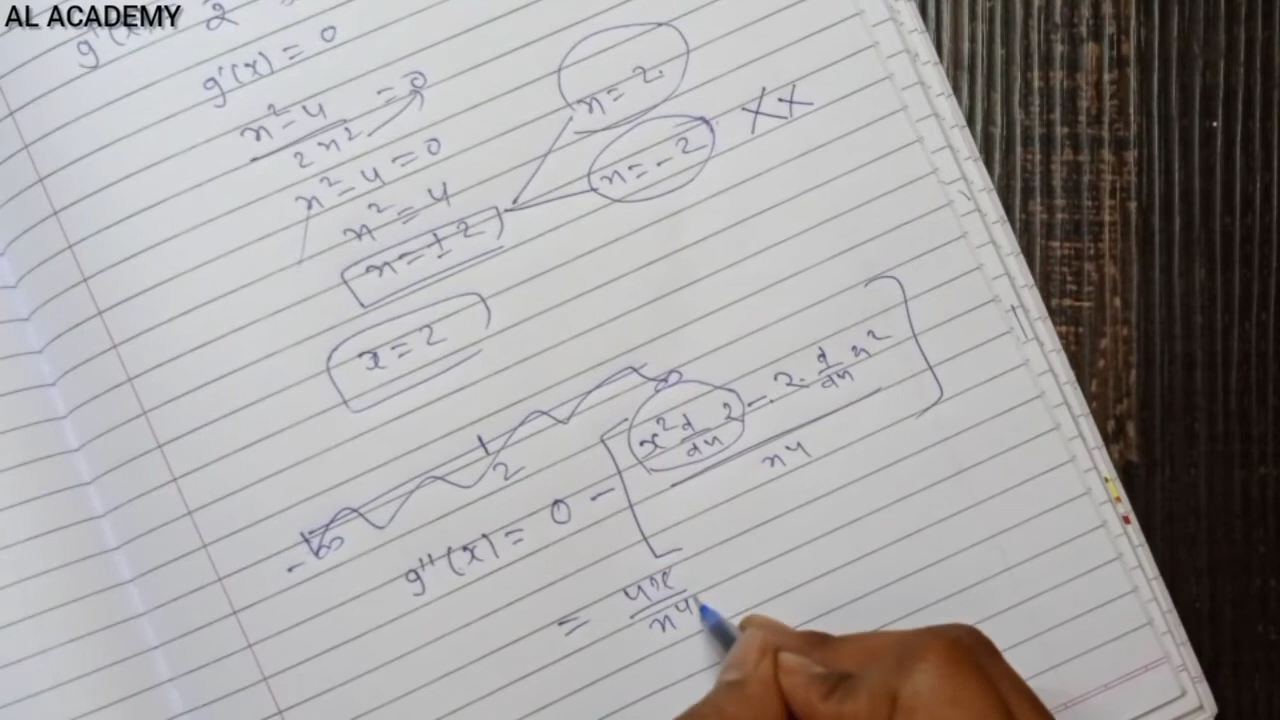 AL ACADEMY
g'(x) = 0
x²-4 / 2x² = 0
x²-4=0
x²=4
x=±2
x=2
x=-2 XX
x=2
-∞ 2 ∞
g''(x) = 0 - [ (x² d/dx 2 - 2·d/dx x²) / x⁴ ]
= 4x / x⁴